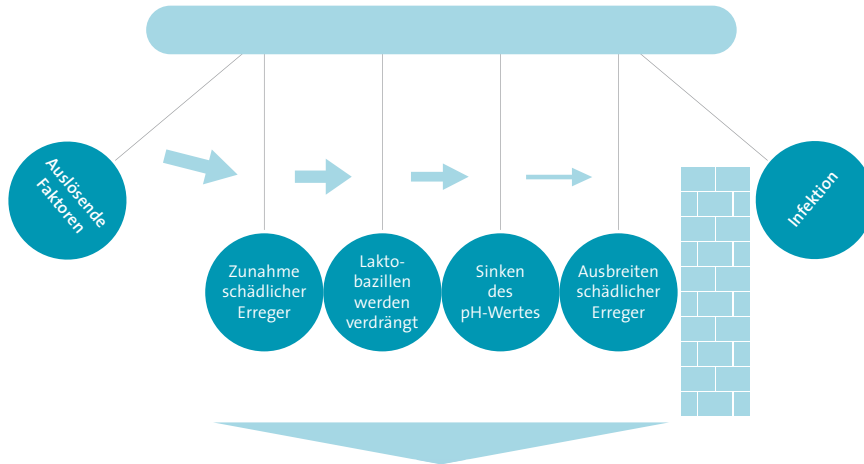 Auslösende
Faktoren
Zunahme
schädlicher
Erreger
Lakto-
bazillen
werden
verdrängt
Sinken
des
pH-Wertes
Ausbreiten
schädlicher
Erreger
Infektion